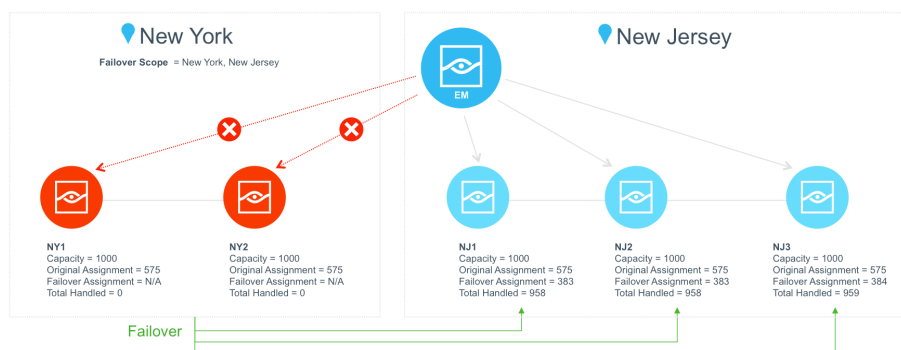 New York
Failover Scope = New York, New Jersey
New Jersey
EM
NY1
Capacity = 1000
Original Assignment = 575
Failover Assignment = N/A
Total Handled = 0
NY2
Capacity = 1000
Original Assignment = 575
Failover Assignment = N/A
Total Handled = 0
NJ1
Capacity = 1000
Original Assignment = 575
Failover Assignment = 383
Total Handled = 958
NJ2
Capacity = 1000
Original Assignment = 575
Failover Assignment = 383
Total Handled = 958
NJ3
Capacity = 1000
Original Assignment = 575
Failover Assignment = 384
Total Handled = 959
Failover